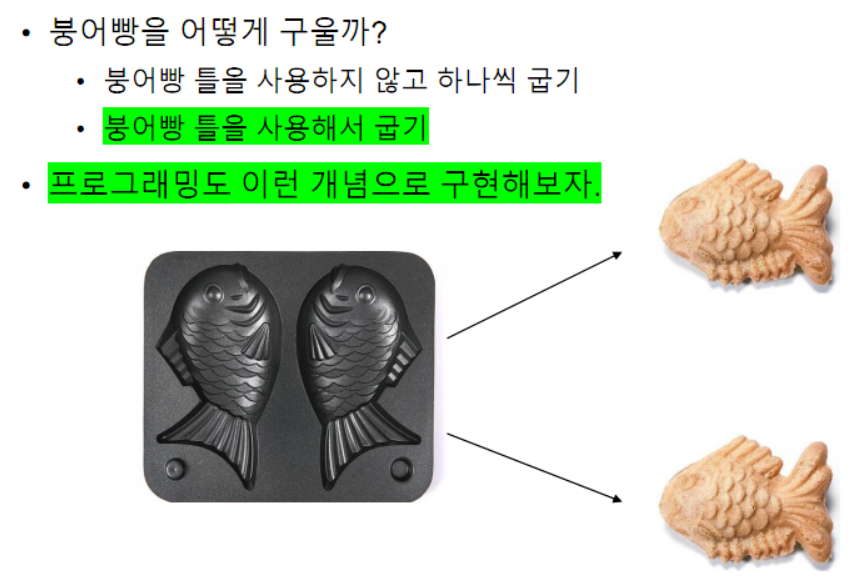 붕어빵을 어떻게 구울까?
붕어빵 틀을 사용하지 않고 하나씩 굽기
붕어빵 틀을 사용해서 굽기
프로그래밍도 이런 개념으로 구현해보자.